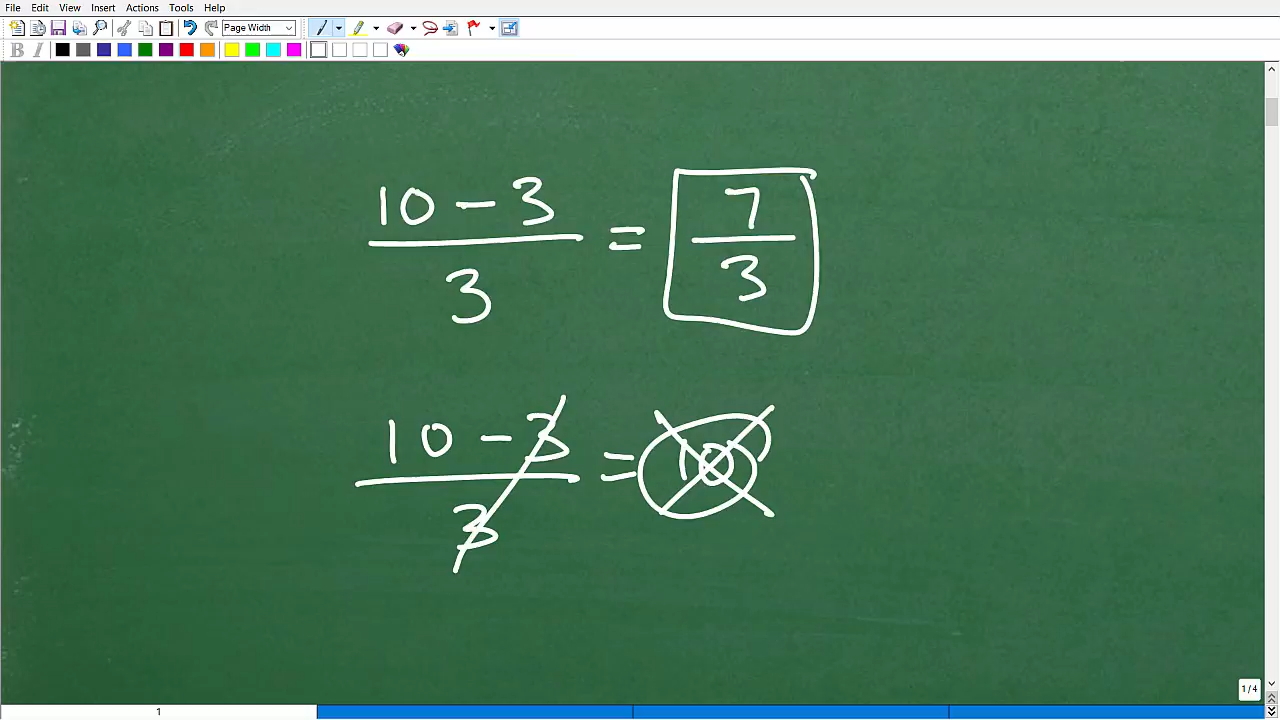 File Edit View Insert Actions Tools Help
Page Width
B I
10 - 3
= 7
3
3
10 - 3
= 10
3
1/4
1